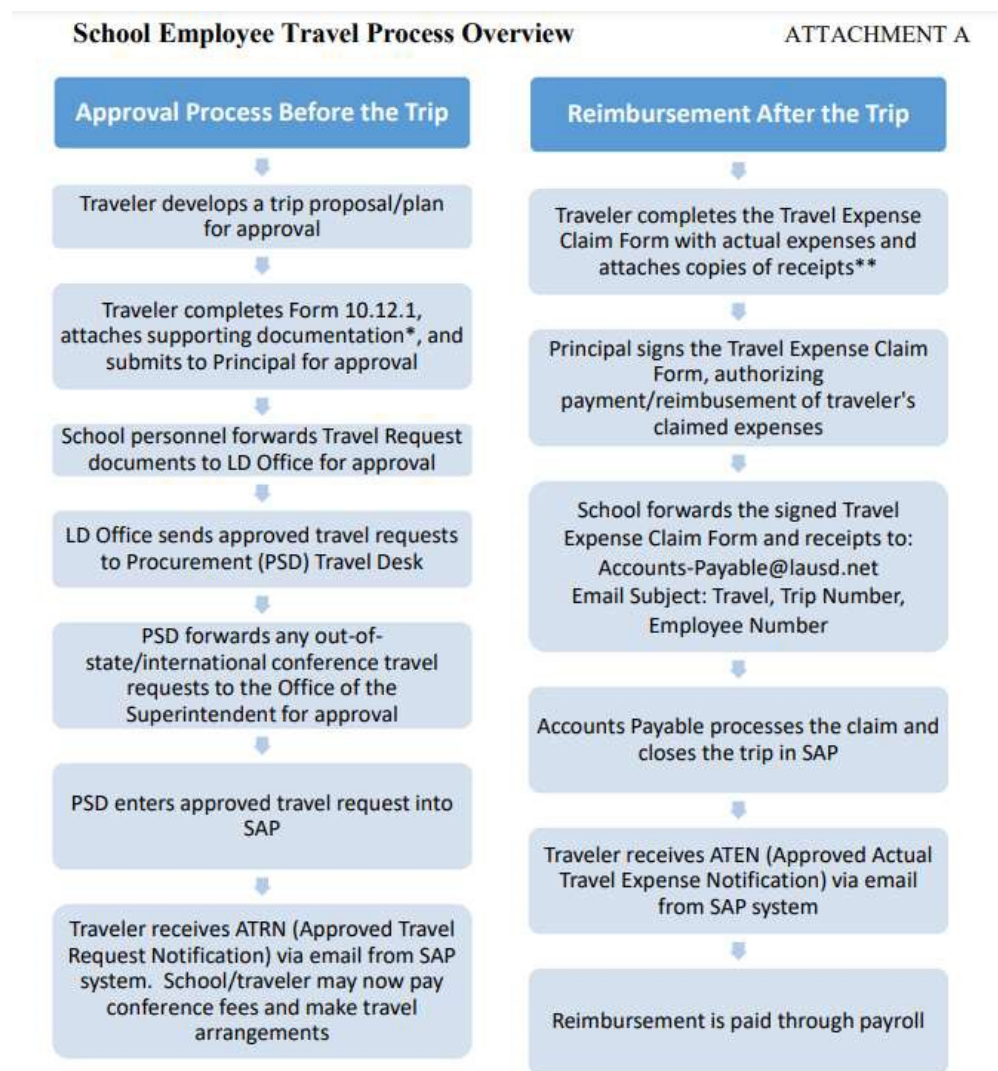 School Employee Travel Process Overview
ATTACHMENT A
Approval Process Before the Trip
Traveler develops a trip proposal/plan
for approval
Traveler completes Form 10.12.1,
attaches supporting documentation*, and
submits to Principal for approval
School personnel forwards Travel Request
documents to LD Office for approval
LD Office sends approved travel requests
to Procurement (PSD) Travel Desk
PSD forwards any out-of-
state/international conference travel
requests to the Office of the
Superintendent for approval
PSD enters approved travel request into
SAP
Traveler receives ATRN (Approved Travel
Request Notification) via email from SAP
system.  School/traveler may now pay
conference fees and make travel
arrangements
Reimbursement After the Trip
Traveler completes the Travel Expense
Claim Form with actual expenses and
attaches copies of receipts**
Principal signs the Travel Expense Claim
Form, authorizing
payment/reimbusement of traveler's
claimed expenses
School forwards the signed Travel
Expense Claim Form and receipts to:
Accounts-Payable@lausd.net
Email Subject: Travel, Trip Number,
Employee Number
Accounts Payable processes the claim and
closes the trip in SAP
Traveler receives ATEN (Approved Actual
Travel Expense Notification) via email
from SAP system
Reimbursement is paid through payroll